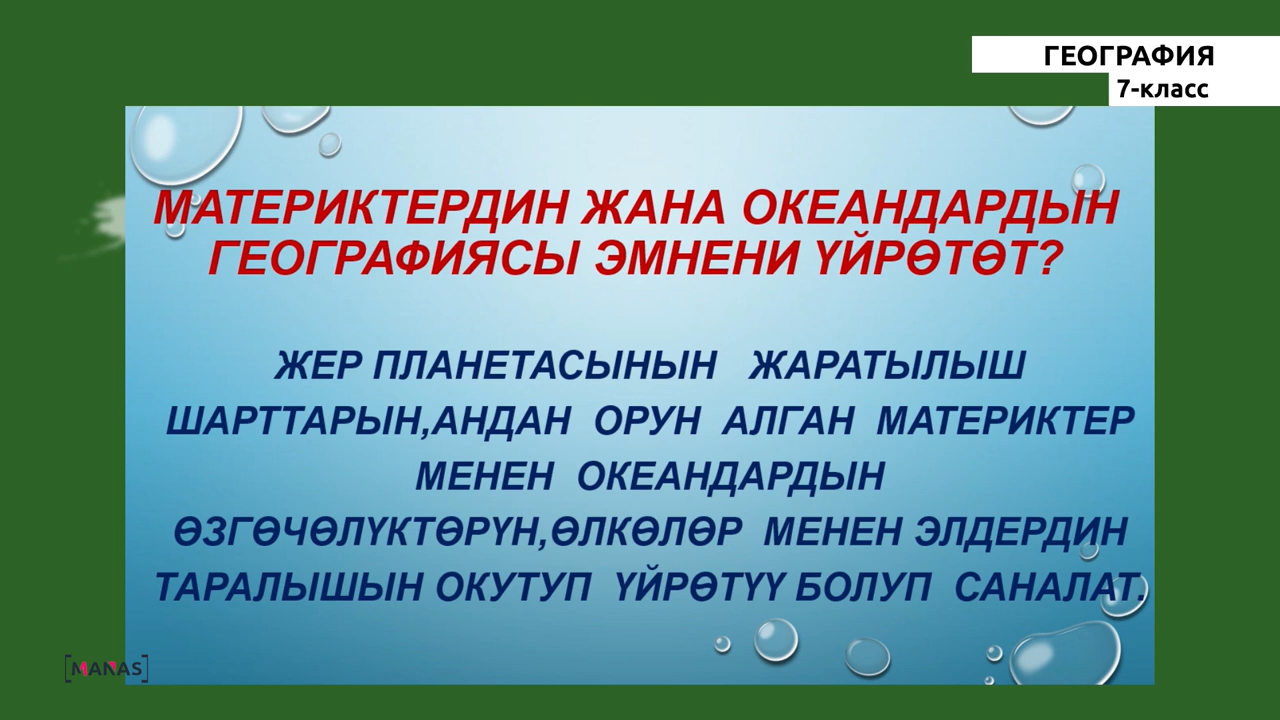 ГЕОГРАФИЯ
7-класс
МАТЕРИКТЕРДИН ЖАНА ОКЕАНДАРДЫН
ГЕОГРАФИЯСЫ ЭМНЕНИ ҮЙРӨТӨТ?
ЖЕР ПЛАНЕТАСЫНЫН ЖАРАТЫЛЫШ
ШАРТТАРЫН,АНДАН ОРУН АЛГАН МАТЕРИКТЕР
МЕНЕН ОКЕАНДАРДЫН
ӨЗГӨЧӨЛҮКТӨРҮН,ӨЛКӨЛӨР МЕНЕН ЭЛДЕРДИН
ТАРАЛЫШЫН ОКУТУП ҮЙРӨТҮҮ БОЛУП САНАЛАТ.
[MANAS]